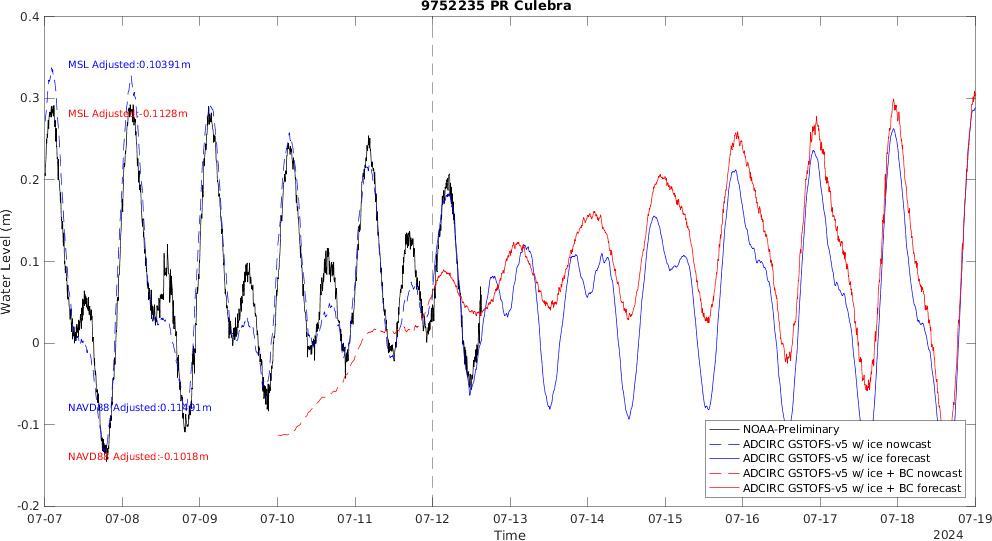 9752235 PR Culebra
0.4
0.3
0.2
0.1
0
-0.1
-0.2
Water Level (m)
MSL Adjusted:0.10391m
MSL Adjusted:-0.1128m
NAVD88 Adjusted:0.11491m
NAVD88 Adjusted:-0.1018m
NOAA-Preliminary
ADCIRC GSTOFS-v5 w/ ice nowcast
ADCIRC GSTOFS-v5 w/ ice forecast
ADCIRC GSTOFS-v5 w/ ice + BC nowcast
ADCIRC GSTOFS-v5 w/ ice + BC forecast
07-07 07-08 07-09 07-10 07-11 07-12 07-13 07-14 07-15 07-16 07-17 07-18 07-19
Time
2024